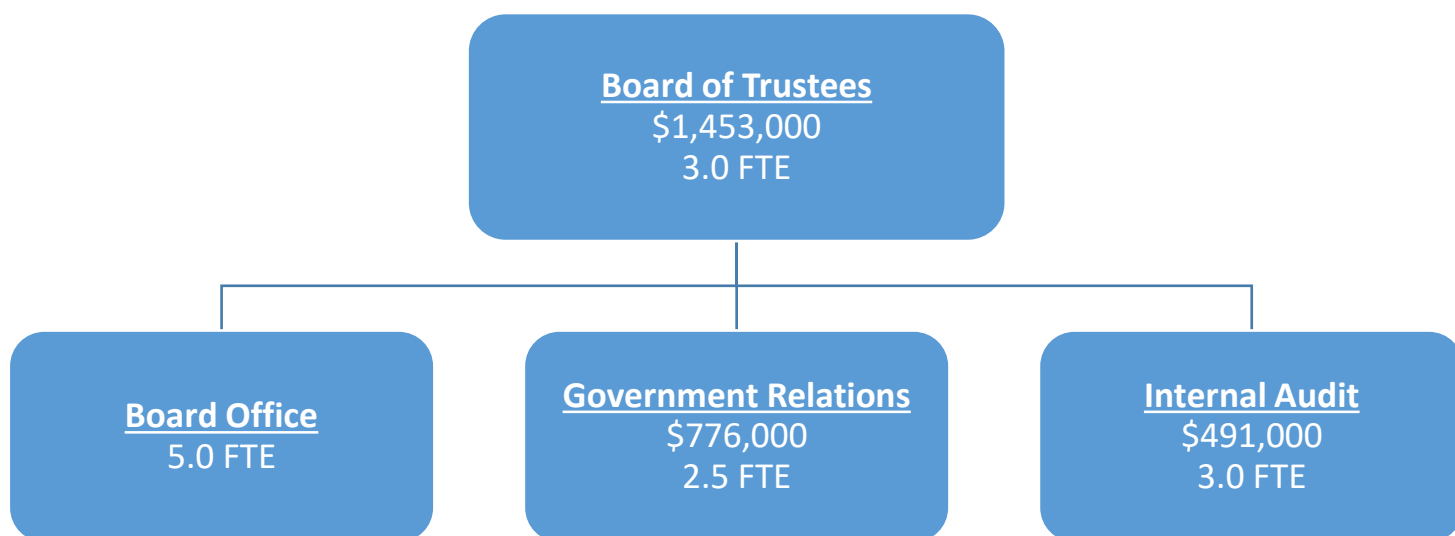 Board of Trustees
$1,453,000
3.0 FTE
Board Office
5.0 FTE
Government Relations
$776,000
2.5 FTE
Internal Audit
$491,000
3.0 FTE